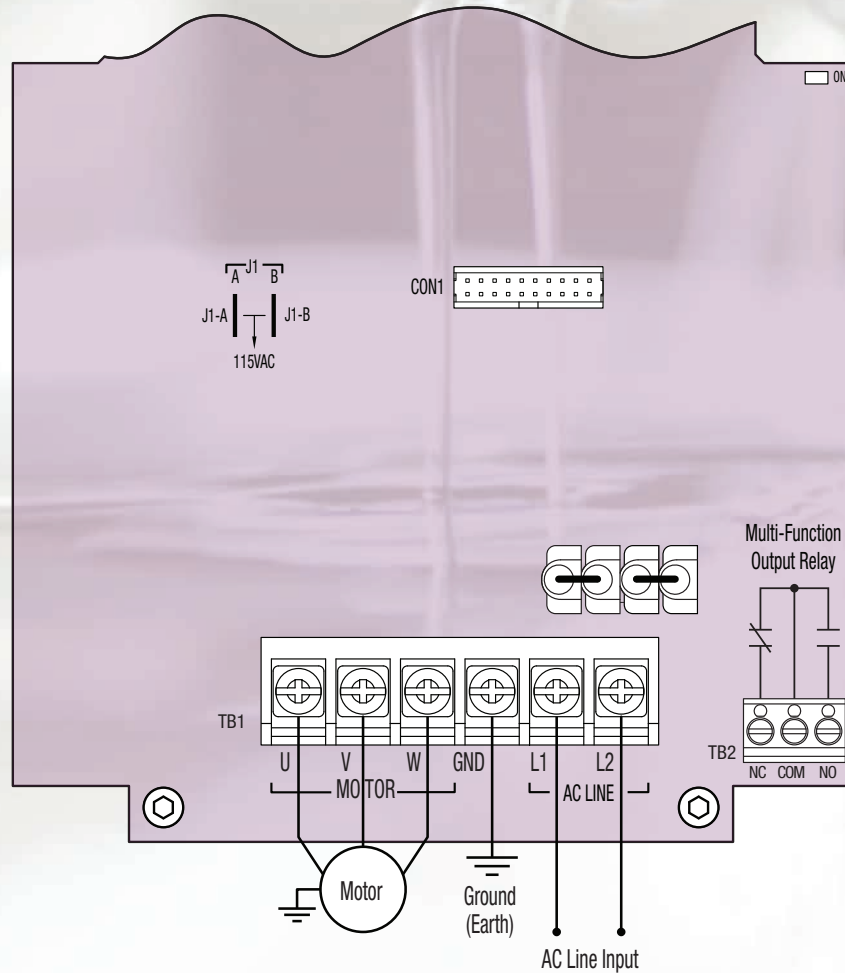 ON
J1
A B
J1-A J1-B
115VAC
CON1
Multi-Function
Output Relay
TB1
U V W GND L1 L2
MOTOR AC LINE
TB2
NC COM NO
Motor
Ground
(Earth)
AC Line Input